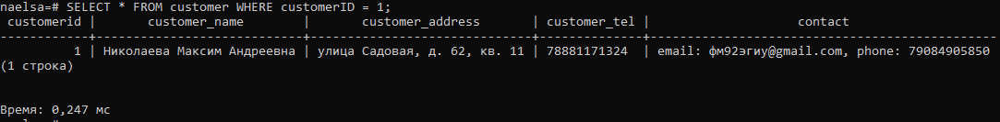 naelsa=# SELECT * FROM customer WHERE customerID = 1;
customerid | customer_name | customer_address | customer_tel | contact
1 | Николаева Максим Андреевна | улица Садовая, д. 62, кв. 11 | 78881171324 | email: фм92эгиу@gmail.com, phone: 79084905850
(1 строка)
Время: 0,247 мс